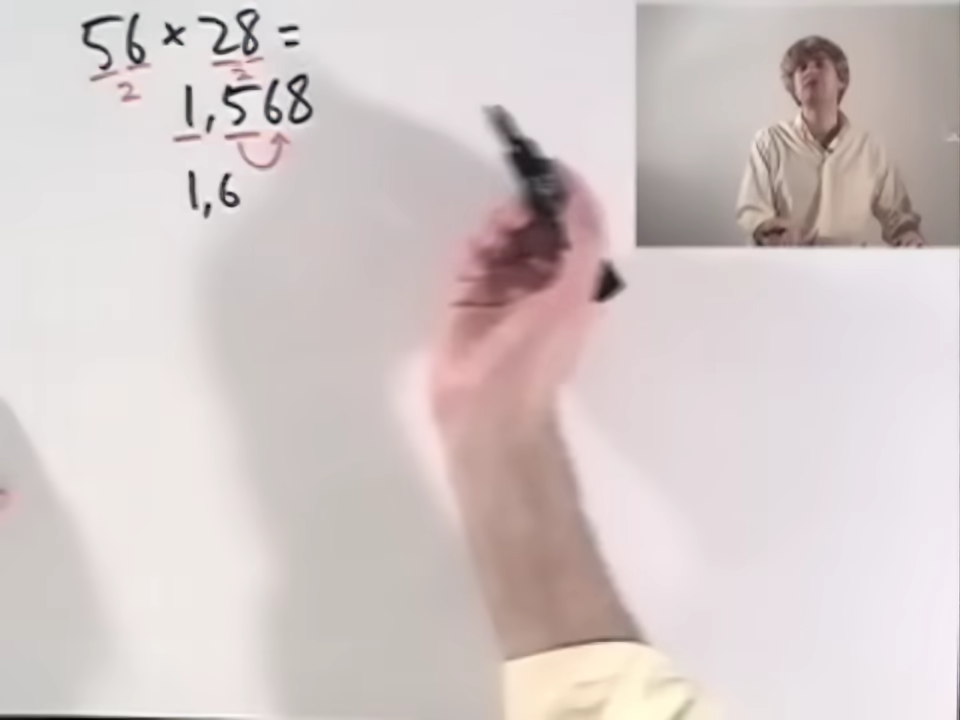 56 × 28 =
2 2
1,568
1,6